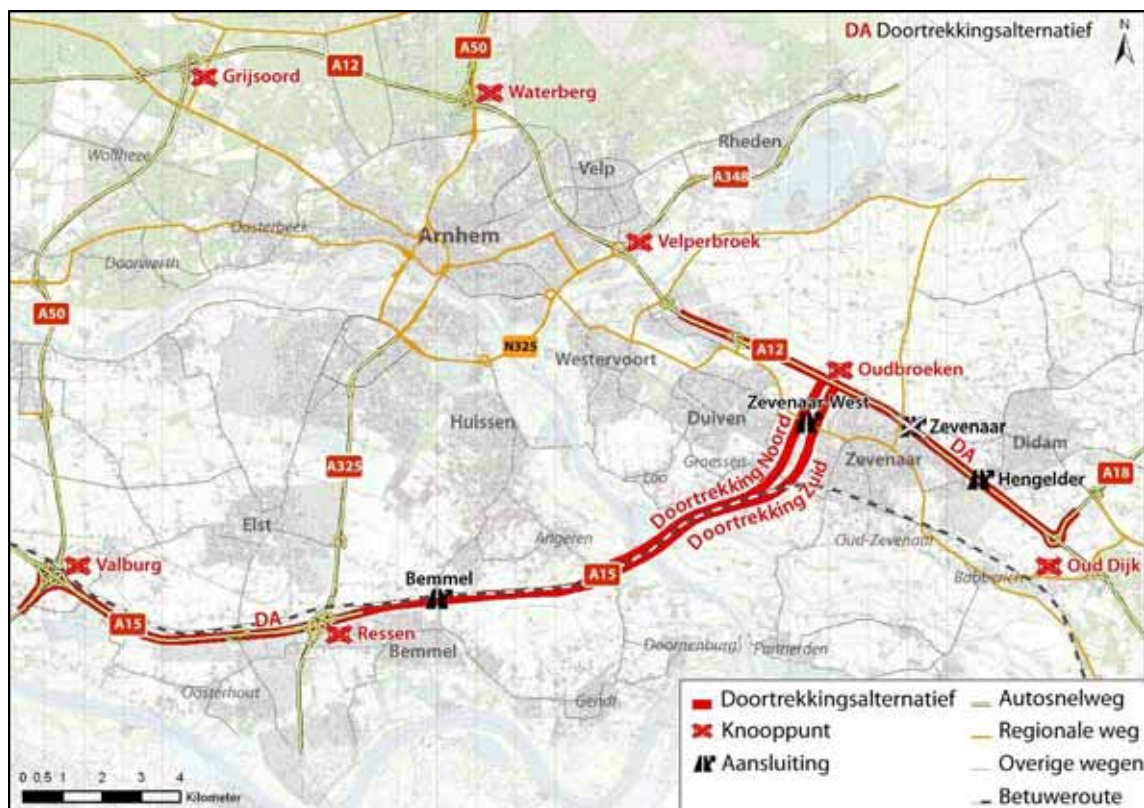 DA Doortrekkingsalternatief
N
A50
A12
Grijsoord
Waterberg
Rheden
Wolfheze
Velp
A348
Oosterbeek
Arnhem
Velperbroek
Doorwerth
A50
N325
Westervoort
A12
Oudbroeken
Huissen
Duiven
Zevenaar West
Zevenaar
Didam
DA
Groessen
Zevenaar
Hengelder
A18
A325
Loo
Doortrekking Noord
Doortrekking Zuid
Elst
Angeren
Oud-Zevenaar
Valburg
Bemmel
A15
Babberich
Oud Dijk
A15
DA
Ressen
Bemmel
Doornenburg
Pannerden
Oosterhout
Gendt
Doortrekkingsalternatief
Knooppunt
Aansluiting
Autosnelweg
Regionale weg
Overige wegen
Betuweroute
0 0,5 1 2 3 4
Kilometer